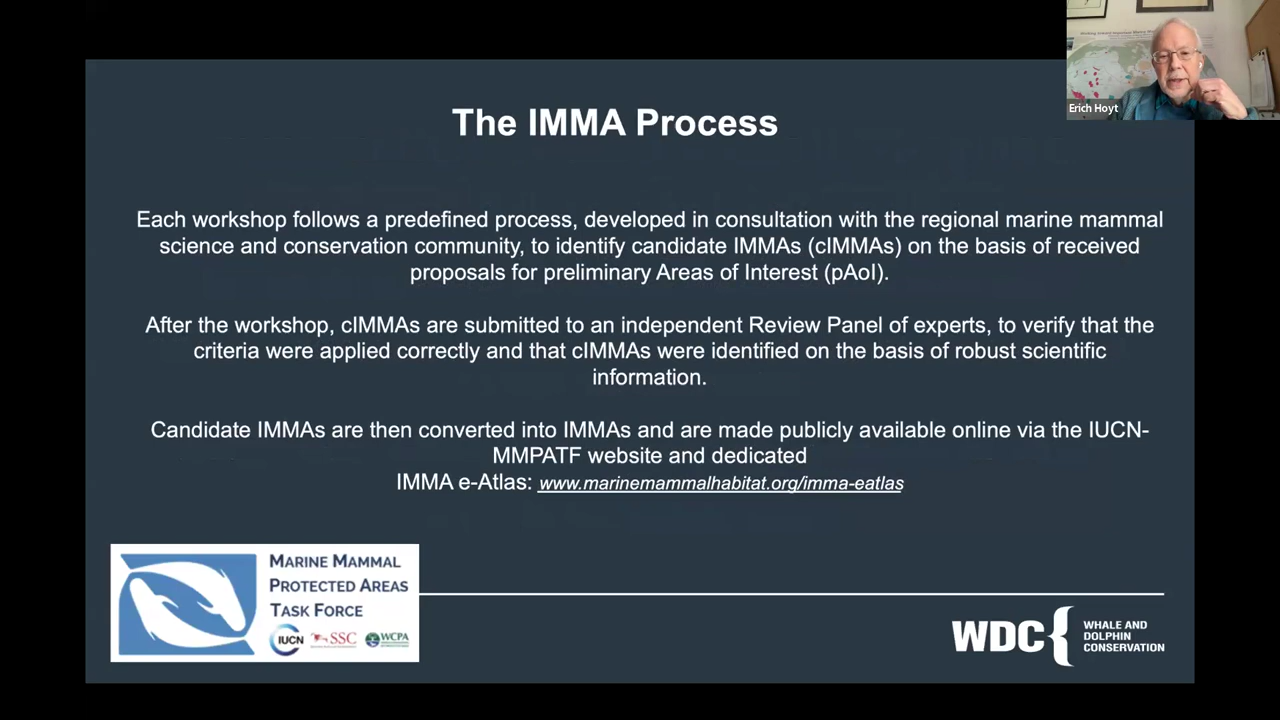 Erich Hoyt
The IMMA Process
Each workshop follows a predefined process, developed in consultation with the regional marine mammal
science and conservation community, to identify candidate IMMAs (cIMMAs) on the basis of received
proposals for preliminary Areas of Interest (pAoI).
After the workshop, cIMMAs are submitted to an independent Review Panel of experts, to verify that the
criteria were applied correctly and that cIMMAs were identified on the basis of robust scientific
information.
Candidate IMMAs are then converted into IMMAs and are made publicly available online via the IUCN-
MMPATF website and dedicated
IMMA e-Atlas: www.marinemammalhabitat.org/imma-eatlas
MARINE MAMMAL
PROTECTED AREAS
TASK FORCE
IUCN SSC WCPA
WDC
WHALE AND
DOLPHIN
CONSERVATION